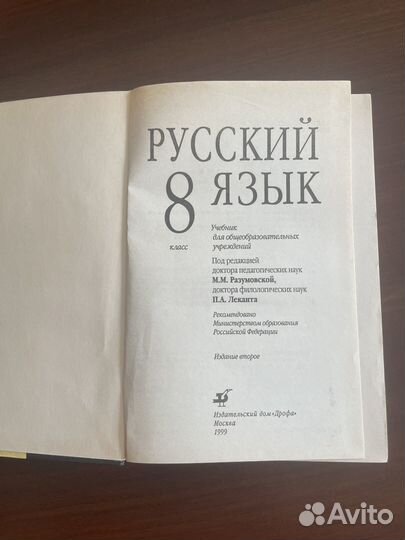 РУССКИЙ
8 ЯЗЫК
класс
Учебник
для общеобразовательных
учреждений
Под редакцией
доктора педагогических наук
М.М. Разумовской,
доктора филологических наук
П.А. Леканта
Рекомендовано
Министерством образования
Российской Федерации
Издание второе
Издательский дом «Дрофа»
Москва
1999
Avito